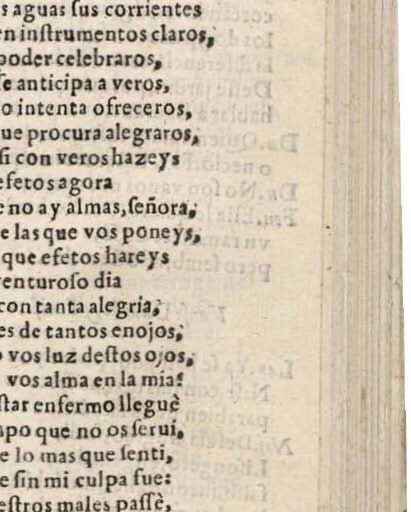 s aguas ſus corrientes
en inſtrumentos claros,
poder celebraros,
ſe anticipa a veros,
o intenta ofreceros,
ue procura alegraros,
ſi con veros hazeys
efetos agora
e no ay almas, ſeñora,
e las que vos poneys,
que efetos hareys
enturoſo dia
con tanta alegria,
es de tantos enojos,
o vos luz deſtos ojos,
vos alma en la mia?
ſtar enfermo lleguè
mpo que no os ſerui,
e lo mas que ſenti,
e ſin mi culpa fue:
eſtros males paſſè,